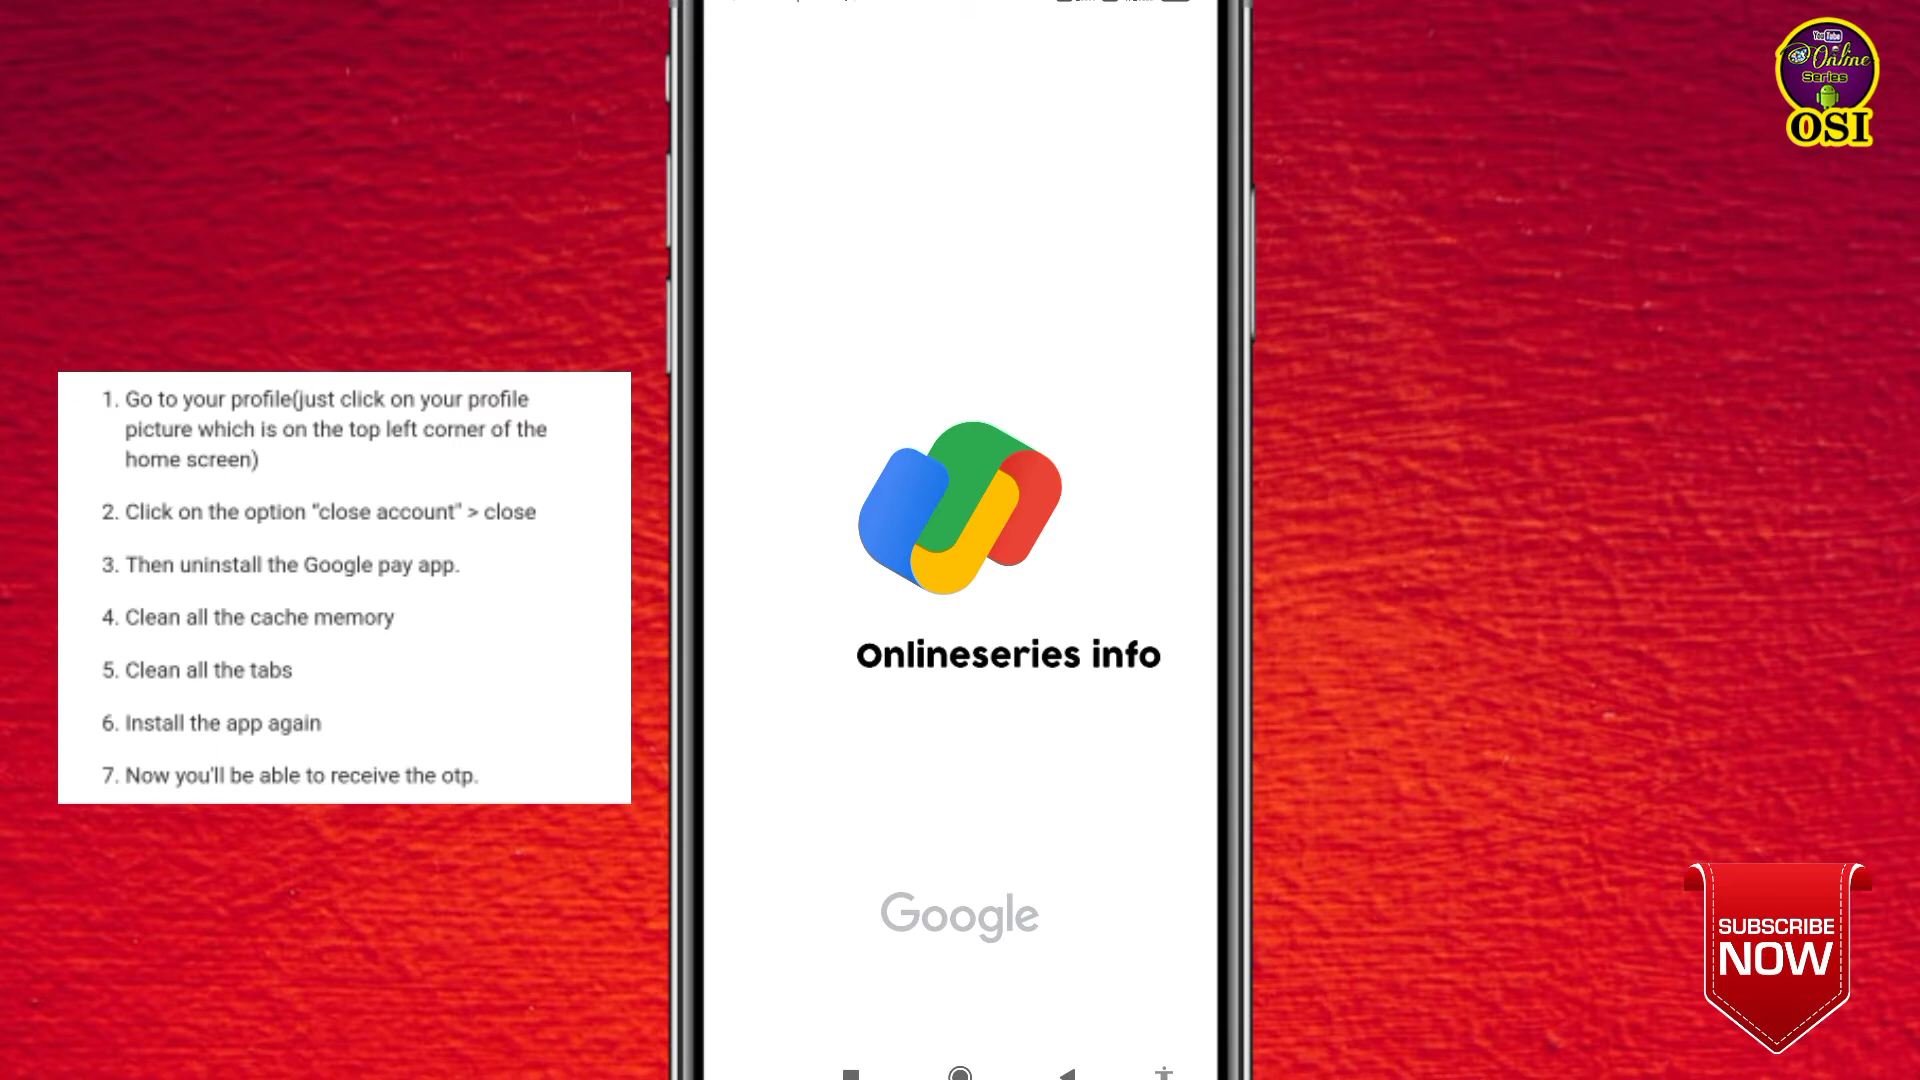 YouTube
Online
Series
OSI
1. Go to your profile(just click on your profile
picture which is on the top left corner of the
home screen)
2. Click on the option "close account" > close
3. Then uninstall the Google pay app.
4. Clean all the cache memory
5. Clean all the tabs
6. Install the app again
7. Now you'll be able to receive the otp.
Onlineseries info
Google
SUBSCRIBE
NOW